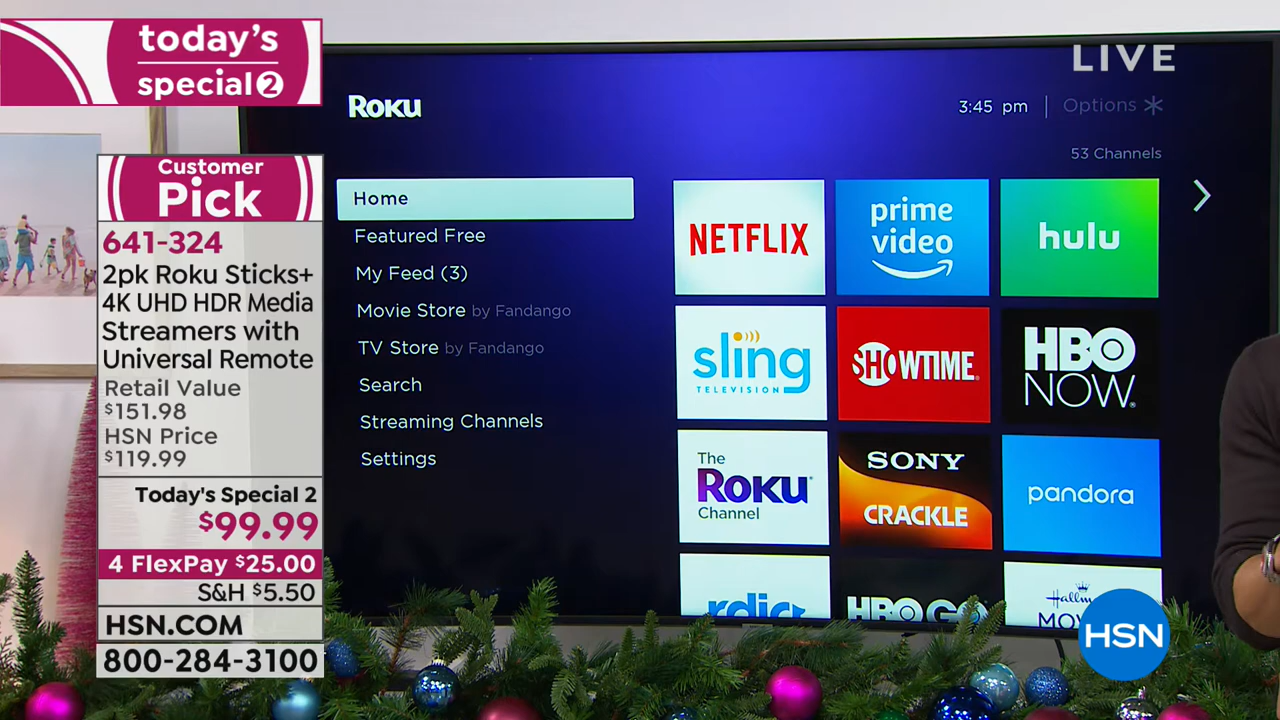 today's
special 2
Customer
Pick
641-324
2pk Roku Sticks+
4K UHD HDR Media
Streamers with
Universal Remote
Retail Value
$151.98
HSN Price
$119.99
Today's Special 2
$99.99
4 FlexPay $25.00
S&H $5.50
HSN.COM
800-284-3100
LIVE
Roku
3:45 pm | Options
53 Channels
Home
Featured Free
My Feed (3)
Movie Store by Fandango
TV Store by Fandango
Search
Streaming Channels
Settings
NETFLIX
prime
video
hulu
sling
TELEVISION
SHOWTIME
HBO
NOW
The
Roku
Channel
SONY
CRACKLE
pandora
rdio
HBO GO
HSN